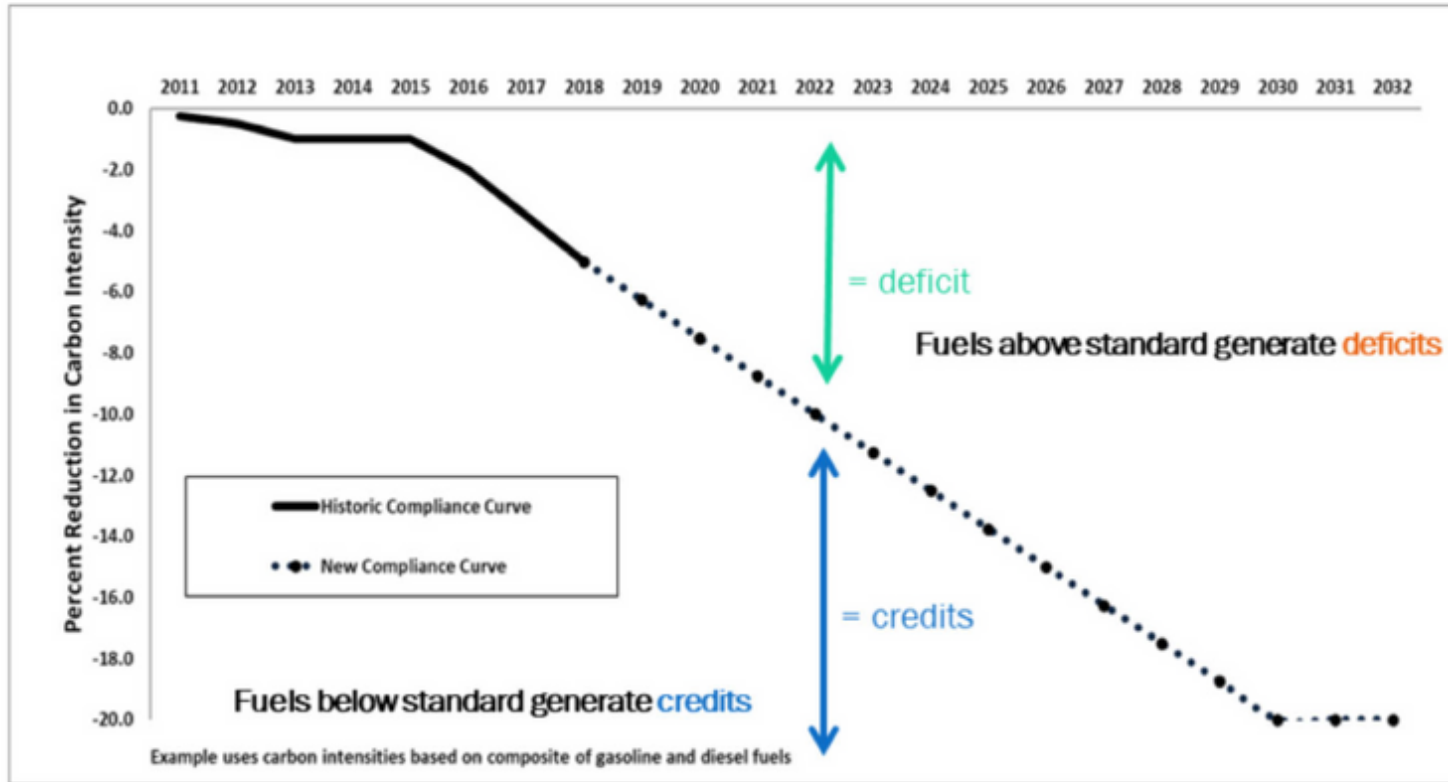 2011 2012 2013 2014 2015 2016 2017 2018 2019 2020 2021 2022 2023 2024 2025 2026 2027 2028 2029 2030 2031 2032
Percent Reduction in Carbon Intensity
0.0
-2.0
-4.0
-6.0
-8.0
-10.0
-12.0
-14.0
-16.0
-18.0
-20.0
= deficit
Fuels above standard generate deficits
Historic Compliance Curve
New Compliance Curve
= credits
Fuels below standard generate credits
Example uses carbon intensities based on composite of gasoline and diesel fuels